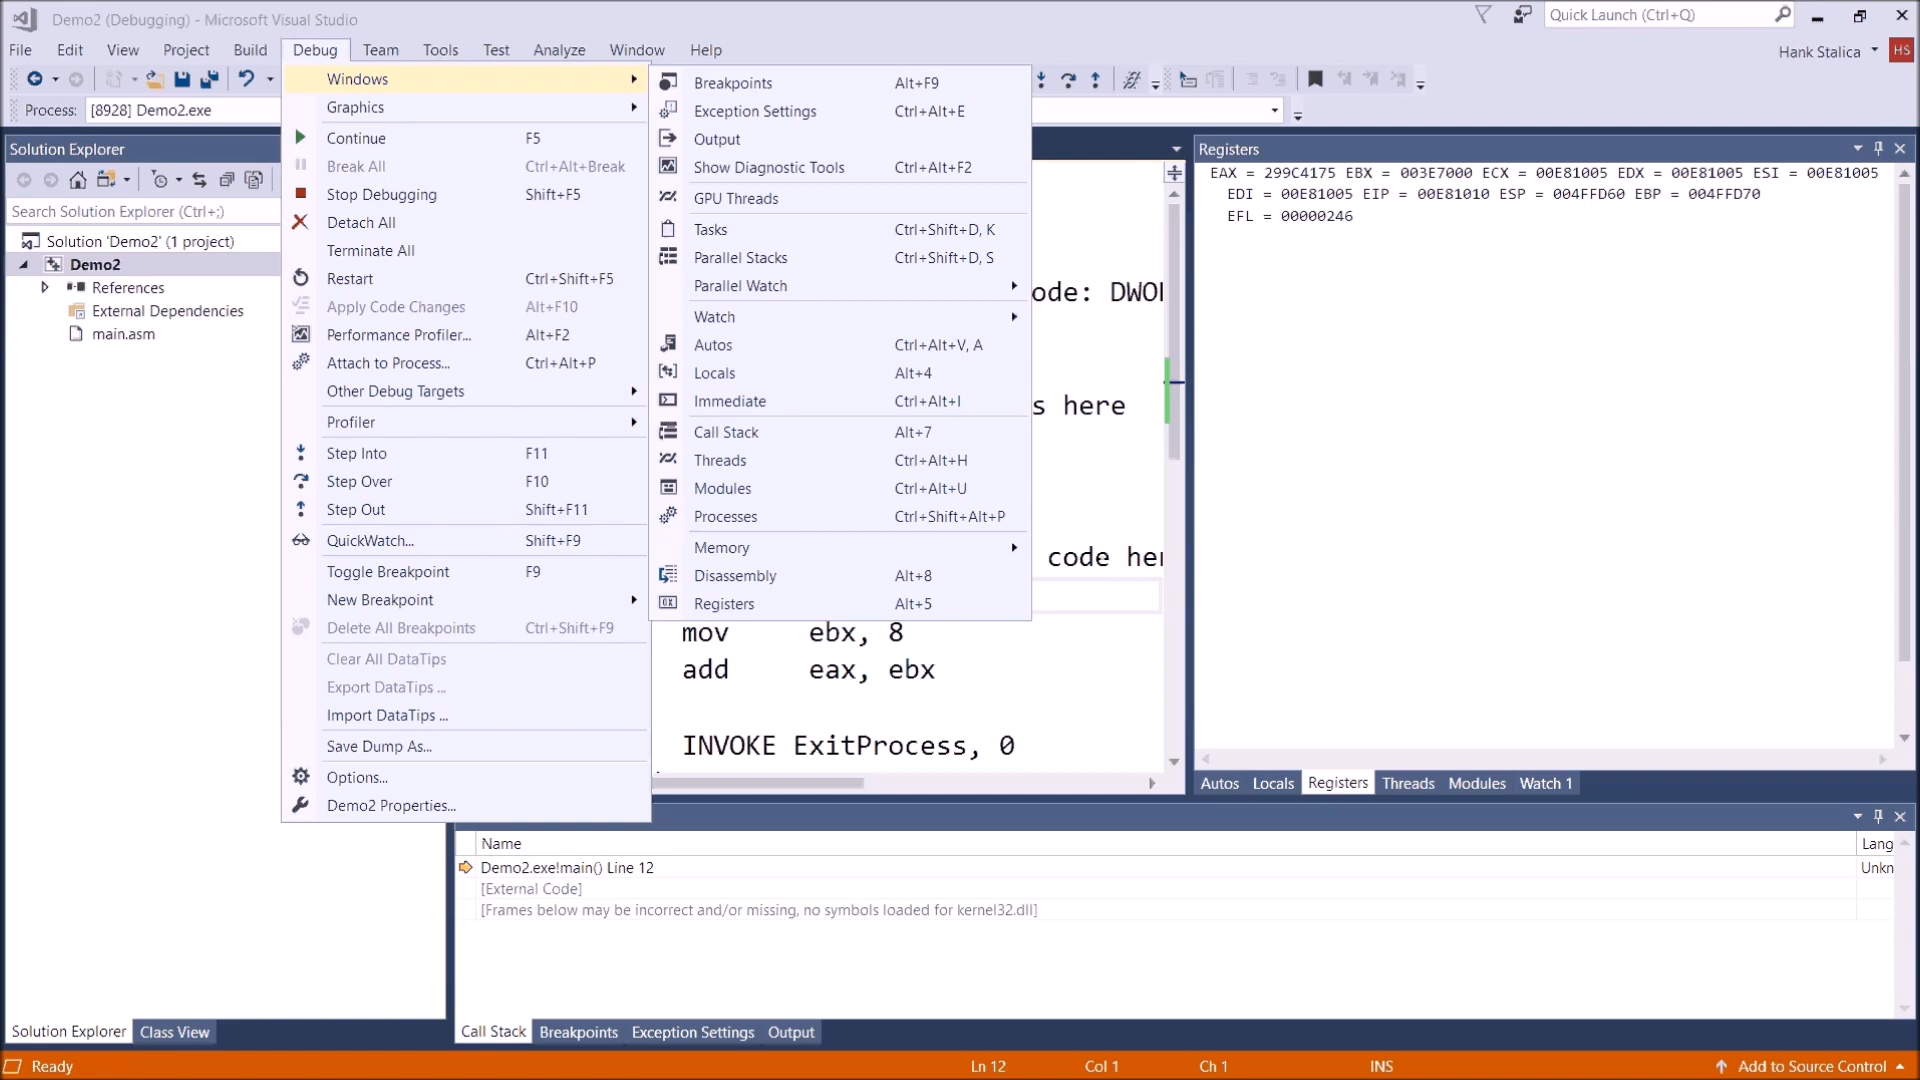 Demo2 (Debugging) - Microsoft Visual Studio
Quick Launch (Ctrl+Q)
File Edit View Project Build Debug Team Tools Test Analyze Window Help
Hank Stalica HS
Process: [8928] Demo2.exe
Windows
Graphics
Continue F5
Break All Ctrl+Alt+Break
Stop Debugging Shift+F5
Detach All
Terminate All
Restart Ctrl+Shift+F5
Apply Code Changes Alt+F10
Performance Profiler... Alt+F2
Attach to Process... Ctrl+Alt+P
Other Debug Targets
Profiler
Step Into F11
Step Over F10
Step Out Shift+F11
QuickWatch... Shift+F9
Toggle Breakpoint F9
New Breakpoint
Delete All Breakpoints Ctrl+Shift+F9
Clear All DataTips
Export DataTips ...
Import DataTips ...
Save Dump As...
Options...
Demo2 Properties...
Breakpoints Alt+F9
Exception Settings Ctrl+Alt+E
Output
Show Diagnostic Tools Ctrl+Alt+F2
GPU Threads
Tasks Ctrl+Shift+D, K
Parallel Stacks Ctrl+Shift+D, S
Parallel Watch
Watch
Autos Ctrl+Alt+V, A
Locals Alt+4
Immediate Ctrl+Alt+I
Call Stack Alt+7
Threads Ctrl+Alt+H
Modules Ctrl+Alt+U
Processes Ctrl+Shift+Alt+P
Memory
Disassembly Alt+8
Registers Alt+5
Solution Explorer
Search Solution Explorer (Ctrl+;)
Solution 'Demo2' (1 project)
Demo2
References
External Dependencies
main.asm
ode: DWO
s here
code her
mov ebx, 8
add eax, ebx
INVOKE ExitProcess, 0
Registers
EAX = 299C4175 EBX = 003E7000 ECX = 00E81005 EDX = 00E81005 ESI = 00E81005
EDI = 00E81005 EIP = 00E81010 ESP = 004FFD60 EBP = 004FFD70
EFL = 00000246
Autos Locals Registers Threads Modules Watch 1
Name Lang
Demo2.exe!main() Line 12 Unkn
[External Code]
[Frames below may be incorrect and/or missing, no symbols loaded for kernel32.dll]
Solution Explorer Class View
Call Stack Breakpoints Exception Settings Output
Ready Ln 12 Col 1 Ch 1 INS Add to Source Control